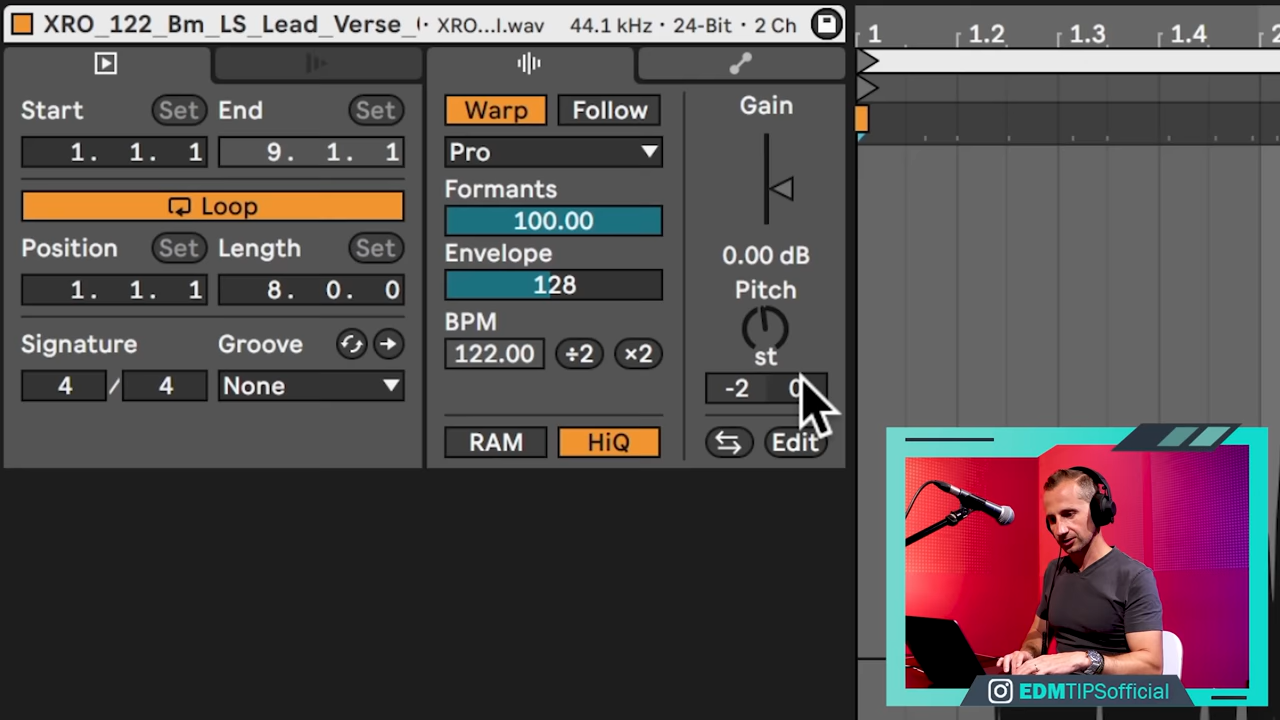 XRO_122_Bm_LS_Lead_Verse_ XRO...l.wav 44.1 kHz · 24-Bit · 2 Ch
1 1.2 1.3 1.4 2
Start Set End Set
1. 1. 1 9. 1. 1
Loop
Position Set Length Set
1. 1. 1 8. 0. 0
Signature Groove
4 / 4 None
Warp Follow
Pro
Formants
100.00
Envelope
128
BPM
122.00 ÷2 ×2
RAM HiQ
Gain
0.00 dB
Pitch
st
-2 0
Edit
EDMTIPSofficial